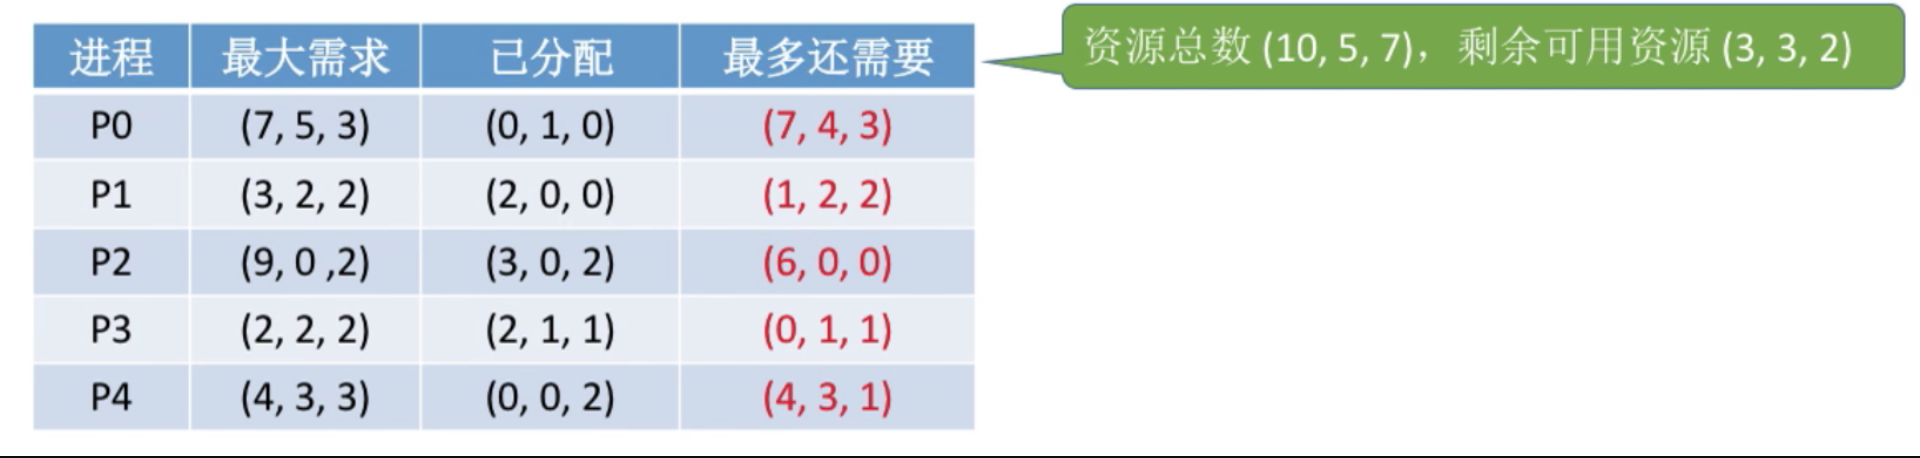 资源总数 (10, 5, 7)，剩余可用资源 (3, 3, 2)
进程 最大需求 已分配 最多还需要
P0 (7, 5, 3) (0, 1, 0) (7, 4, 3)
P1 (3, 2, 2) (2, 0, 0) (1, 2, 2)
P2 (9, 0 ,2) (3, 0, 2) (6, 0, 0)
P3 (2, 2, 2) (2, 1, 1) (0, 1, 1)
P4 (4, 3, 3) (0, 0, 2) (4, 3, 1)